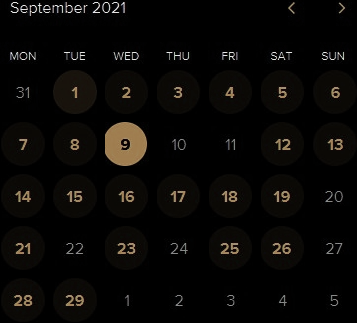 September 2021
MON TUE WED THU FRI SAT SUN
31 1 2 3 4 5 6
7 8 9 10 11 12 13
14 15 16 17 18 19 20
21 22 23 24 25 26 27
28 29 1 2 3 4 5